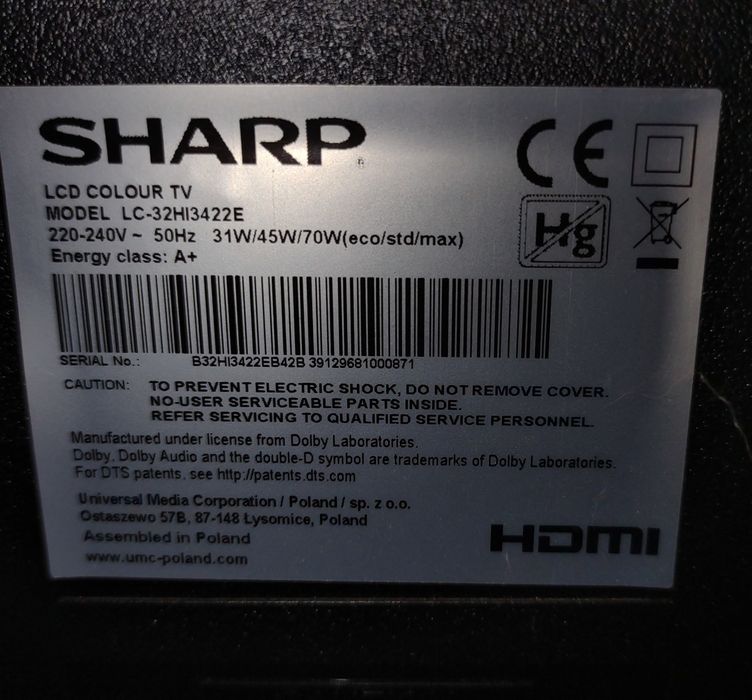 SHARP
LCD COLOUR TV
MODEL LC-32HI3422E
220-240V ~ 50Hz 31W/45W/70W(eco/std/max)
Energy class: A+
CE
Hg
SERIAL No.: B32HI3422EB42B 39129681000871
CAUTION: TO PREVENT ELECTRIC SHOCK, DO NOT REMOVE COVER.
NO-USER SERVICEABLE PARTS INSIDE.
REFER SERVICING TO QUALIFIED SERVICE PERSONNEL.
Manufactured under license from Dolby Laboratories.
Dolby, Dolby Audio and the double-D symbol are trademarks of Dolby Laboratories.
For DTS patents, see http://patents.dts.com
Universal Media Corporation / Poland / sp. z o.o.
Ostaszewo 57B, 87-148 Łysomice, Poland
Assembled in Poland
www.umc-poland.com
HDMI